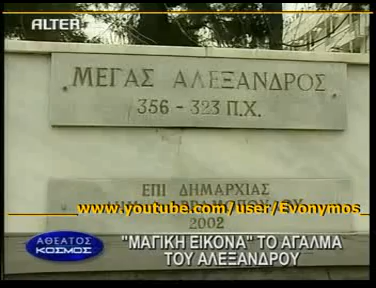 ALTER
ΜΕΓΑΣ ΑΛΕΞΑΝΔΡΟΣ
356 - 323 Π.Χ.
ΕΠΙ ΔΗΜΑΡΧΙΑΣ
www.youtube.com/user/Evonymos
2002
ΑΘΕΑΤΟΣ
ΚΟΣΜΟΣ
"ΜΑΓΙΚΗ ΕΙΚΟΝΑ" ΤΟ ΑΓΑΛΜΑ
ΤΟΥ ΑΛΕΞΑΝΔΡΟΥ